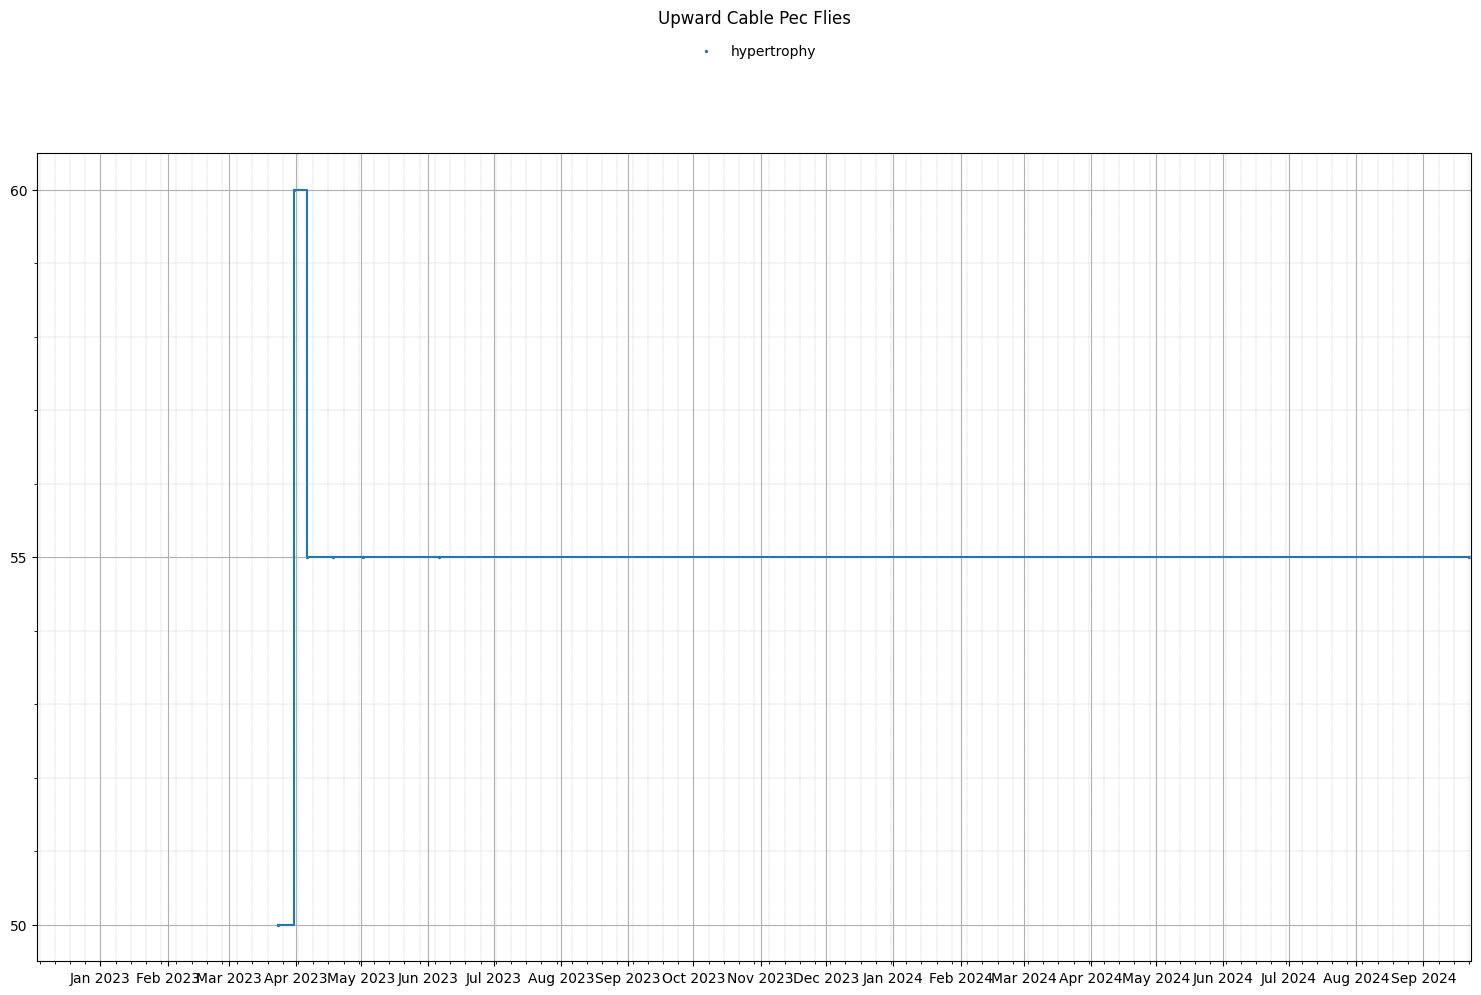 Upward Cable Pec Flies
hypertrophy
60
55
50
Jan 2023 Feb 2023 Mar 2023 Apr 2023 May 2023 Jun 2023 Jul 2023 Aug 2023 Sep 2023 Oct 2023 Nov 2023 Dec 2023 Jan 2024 Feb 2024 Mar 2024 Apr 2024 May 2024 Jun 2024 Jul 2024 Aug 2024 Sep 2024